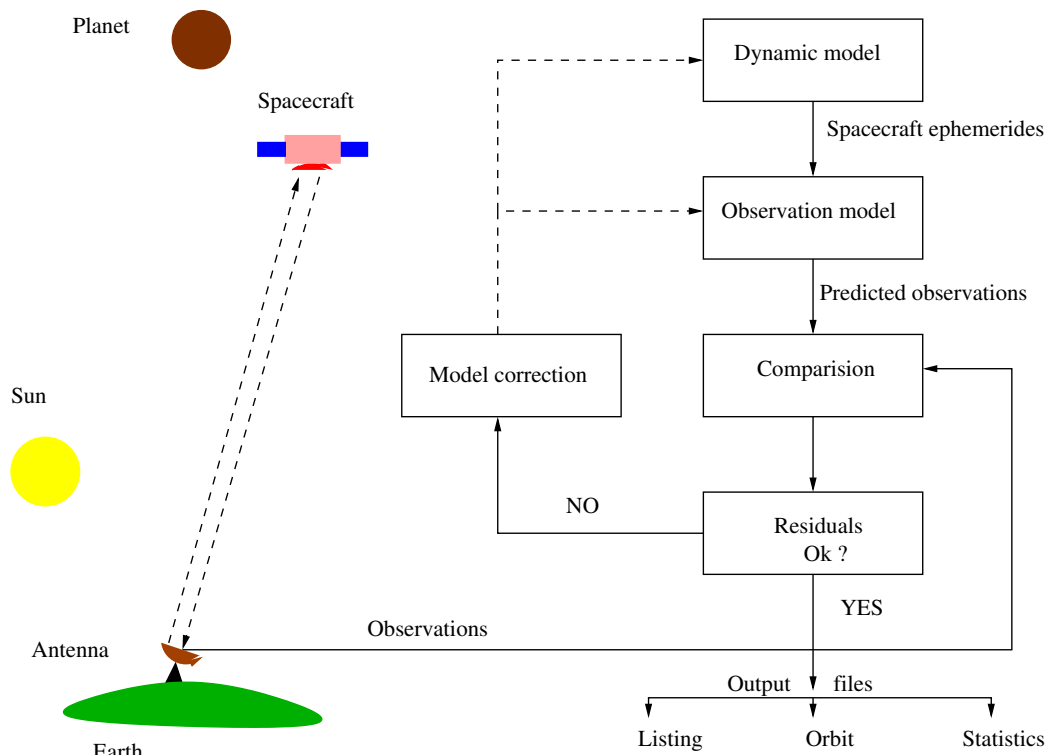 Planet
Spacecraft
Sun
Antenna
Earth
Observations
Dynamic model
Spacecraft ephemerides
Observation model
Predicted observations
Model correction
Comparision
NO
Residuals
Ok ?
YES
Output files
Listing
Orbit
Statistics